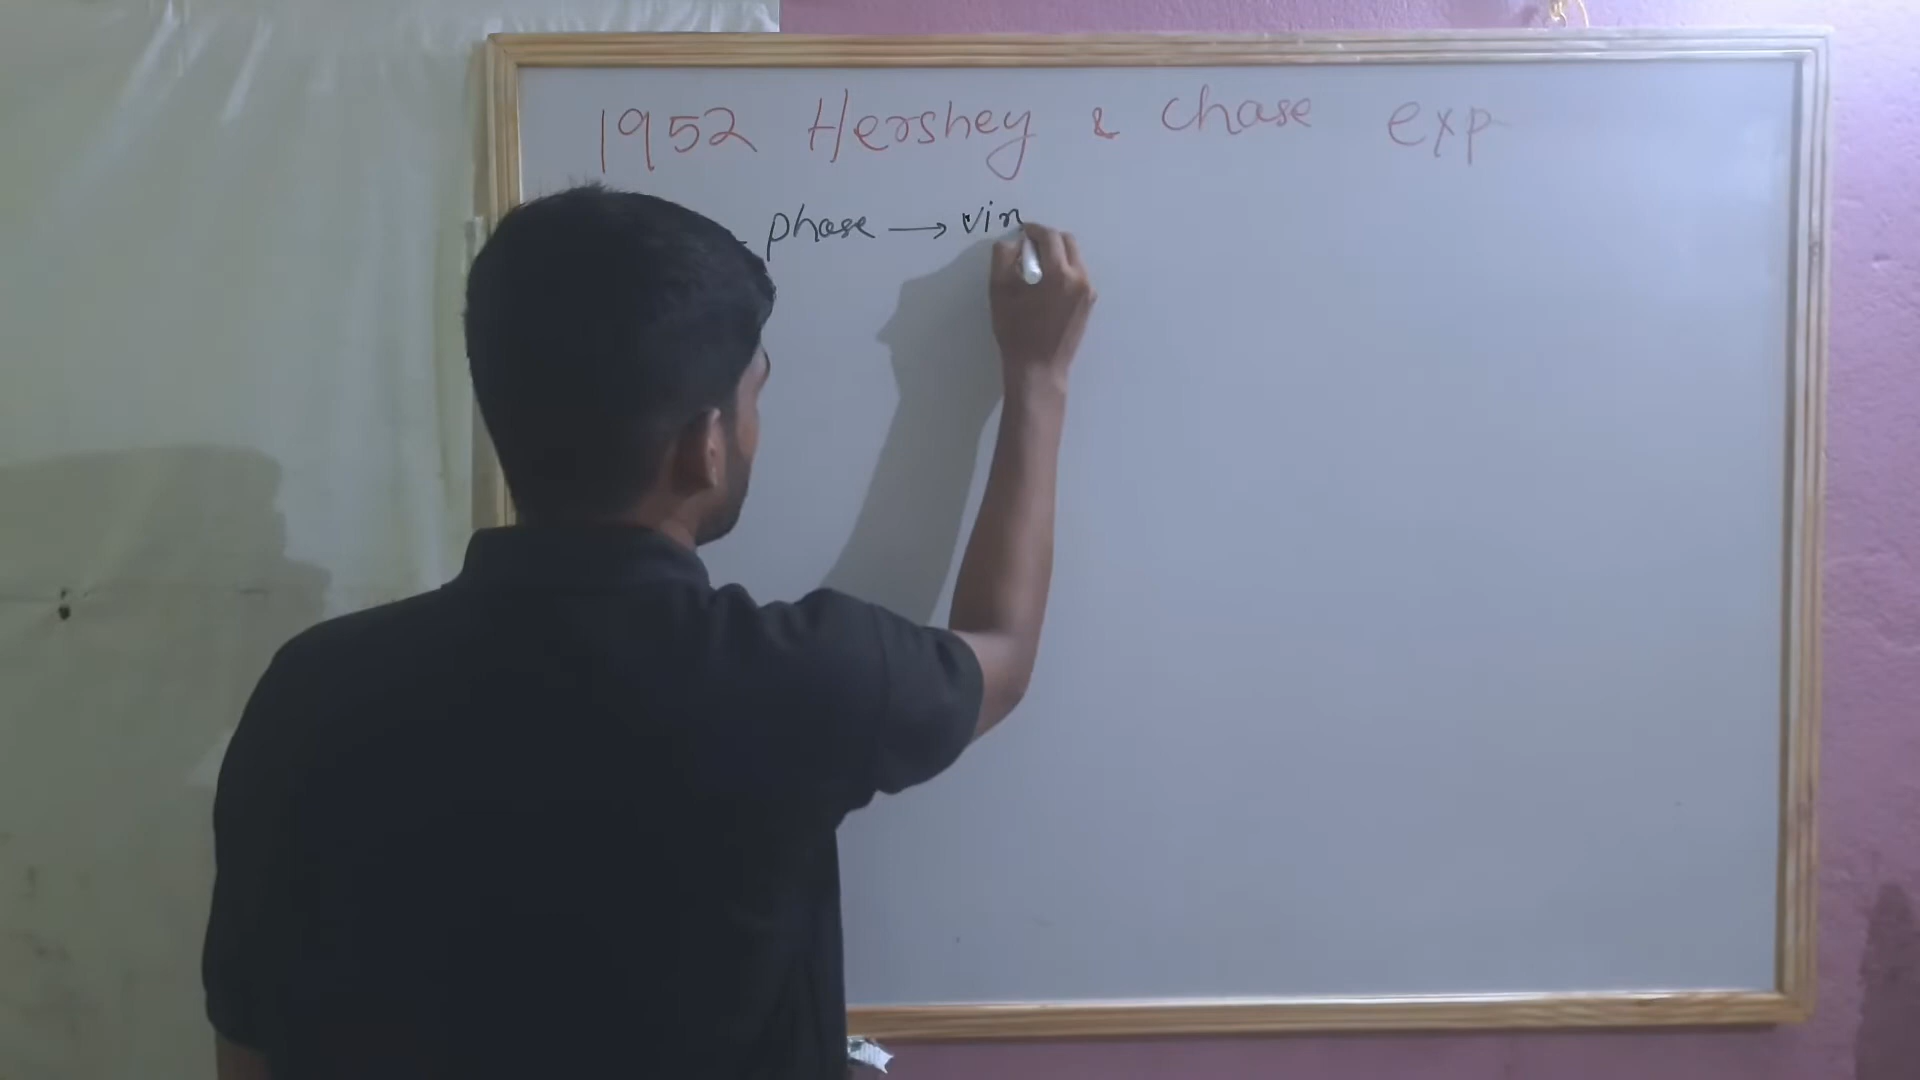 1952 Hershey & chase exp
- phase → vir